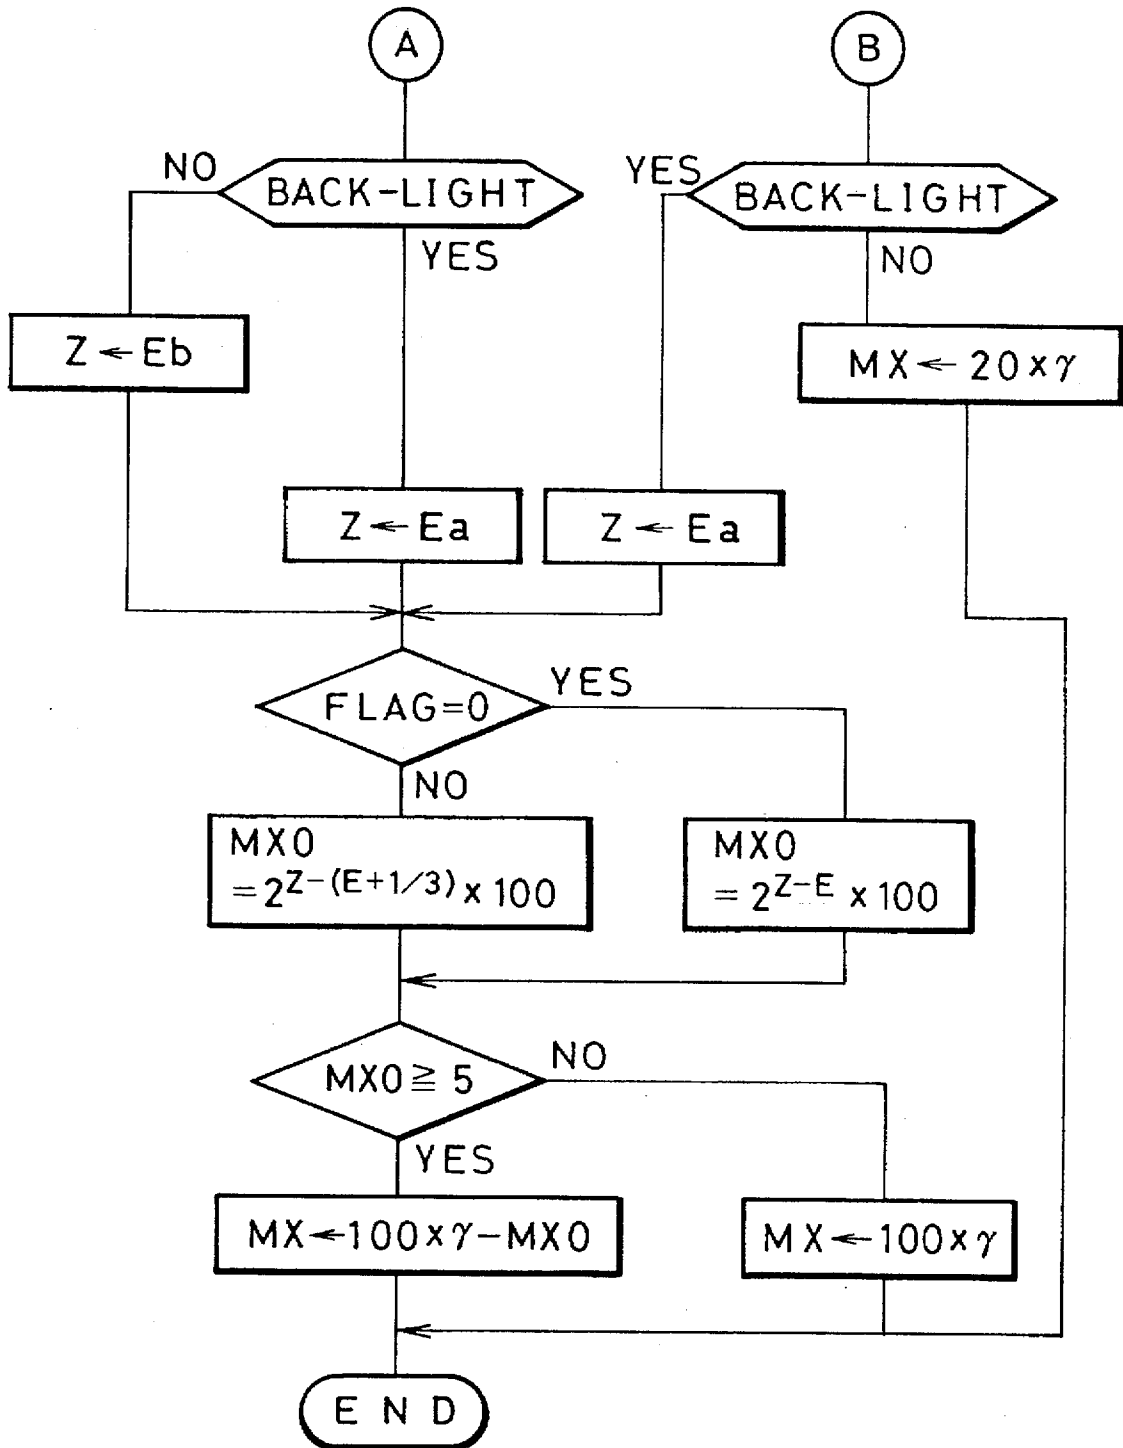 A
B
NO
BACK-LIGHT
YES
YES
BACK-LIGHT
NO
Z ← Eb
MX ← 20 × γ
Z ← Ea
Z ← Ea
FLAG=0
YES
NO
MX0
= 2^{Z-(E+1/3)} × 100
MX0
= 2^{Z-E} × 100
MX0 ≧ 5
NO
YES
MX ← 100 × γ - MX0
MX ← 100 × γ
END